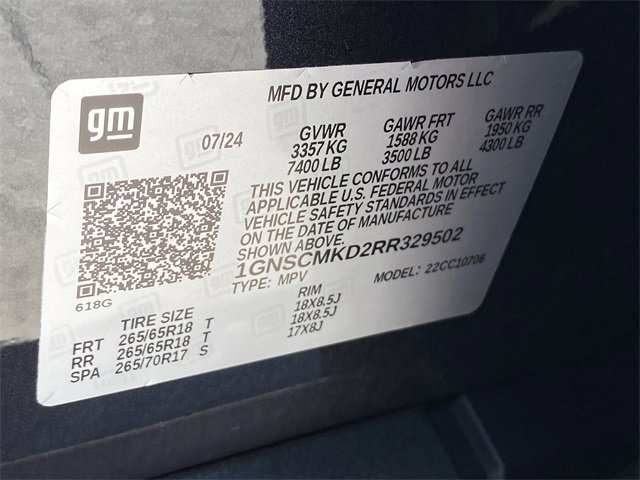 gm
MFD BY GENERAL MOTORS LLC
07/24
GVWR
3357 KG
7400 LB
GAWR FRT
1588 KG
3500 LB
GAWR RR
1950 KG
4300 LB
THIS VEHICLE CONFORMS TO ALL
APPLICABLE U.S. FEDERAL MOTOR
VEHICLE SAFETY STANDARDS IN EFFECT
ON THE DATE OF MANUFACTURE
SHOWN ABOVE.
1GNSCMKD2RR329502
TYPE: MPV
MODEL: 22CC10706
618G
TIRE SIZE
RIM
FRT 265/65R18 T 18X8.5J
RR 265/65R18 T 18X8.5J
SPA 265/70R17 S 17X8J